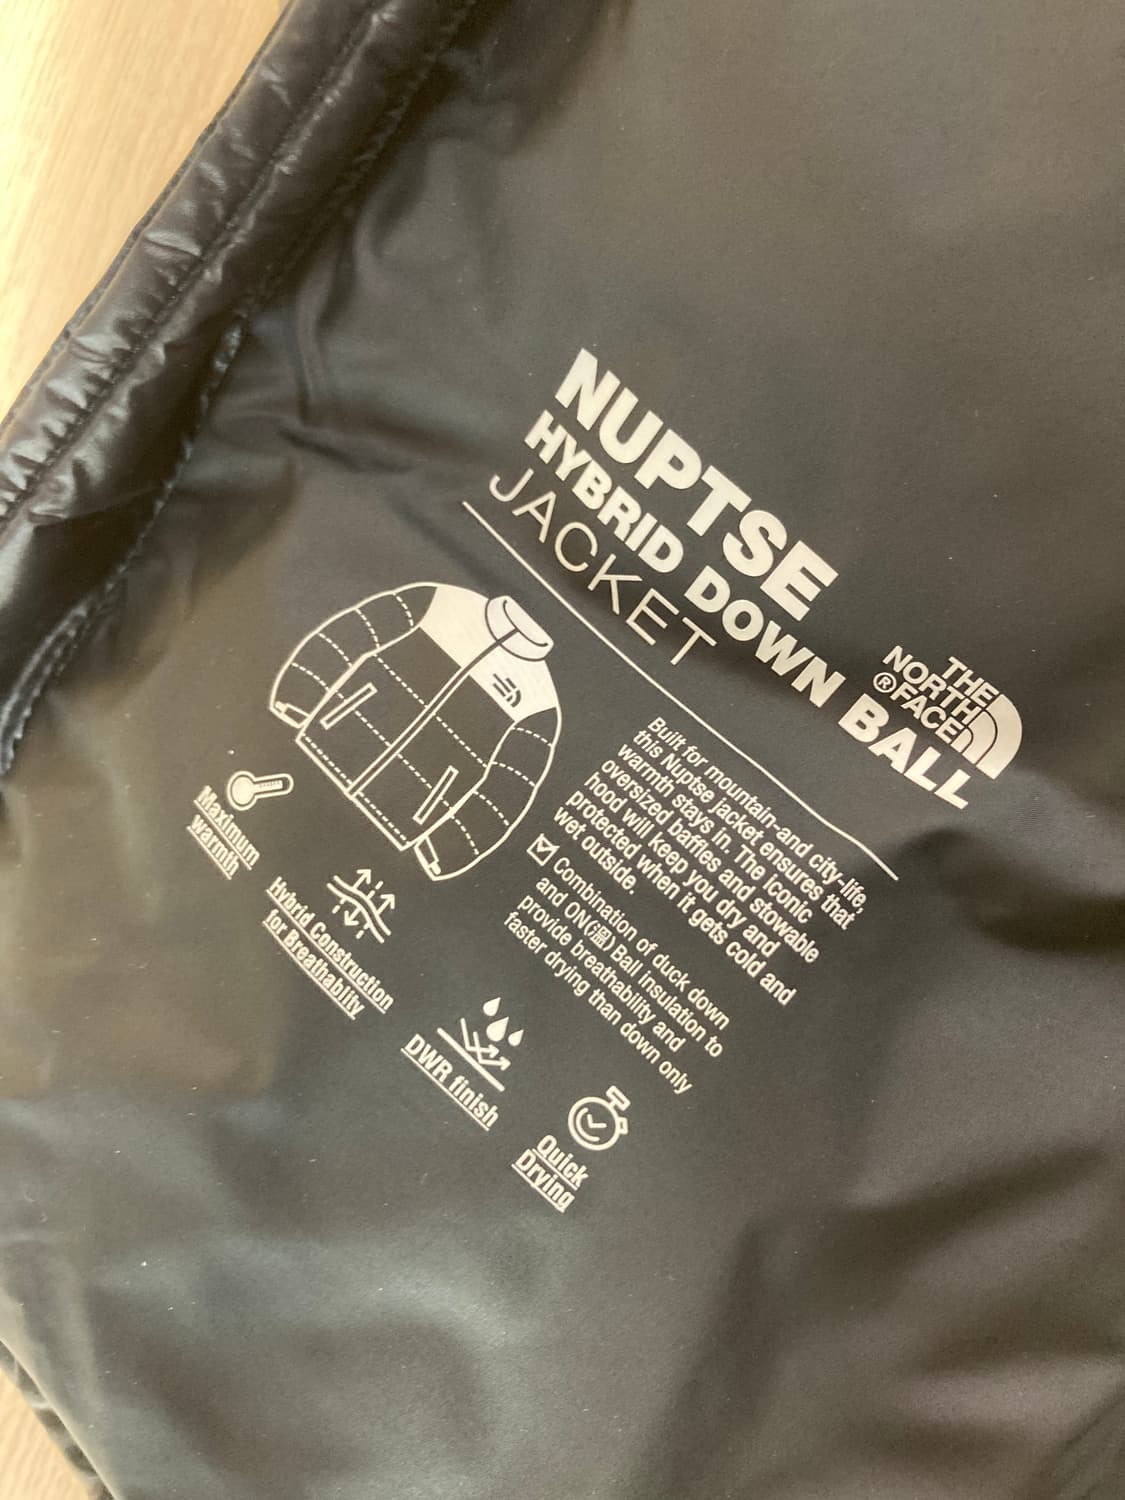 NUPTSE
HYBRID DOWN BALL
JACKET
THE
NORTH
®FACE
Built for mountain-and city-life,
this Nuptse jacket ensures that
warmth stays in. The iconic
oversized baffles and stowable
hood will keep you dry and
protected when it gets cold and
wet outside.
Combination of duck down
and ON(温) Ball insulation to
provide breathability and
faster drying than down only
Maximum
warmth
Hybrid Construction
for Breathability
DWR finish
Quick
Drying